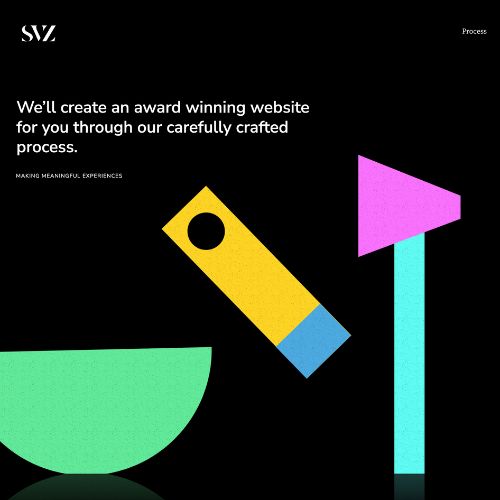 SVZ
Process
We'll create an award winning website
for you through our carefully crafted
process.
MAKING MEANINGFUL EXPERIENCES